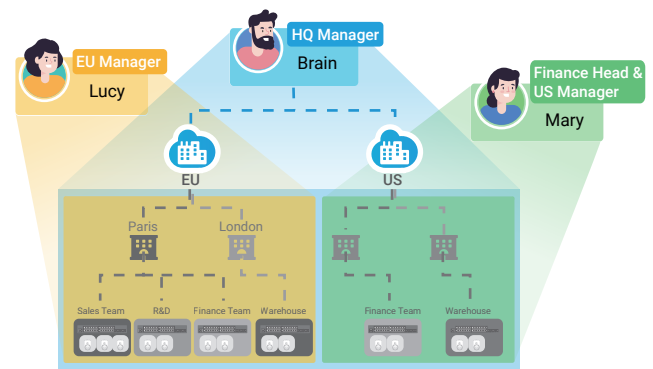 HQ Manager
Brain
EU Manager
Lucy
Finance Head &
US Manager
Mary
EU
US
Paris
London
Sales Team
R&D
Finance Team
Warehouse
Finance Team
Warehouse